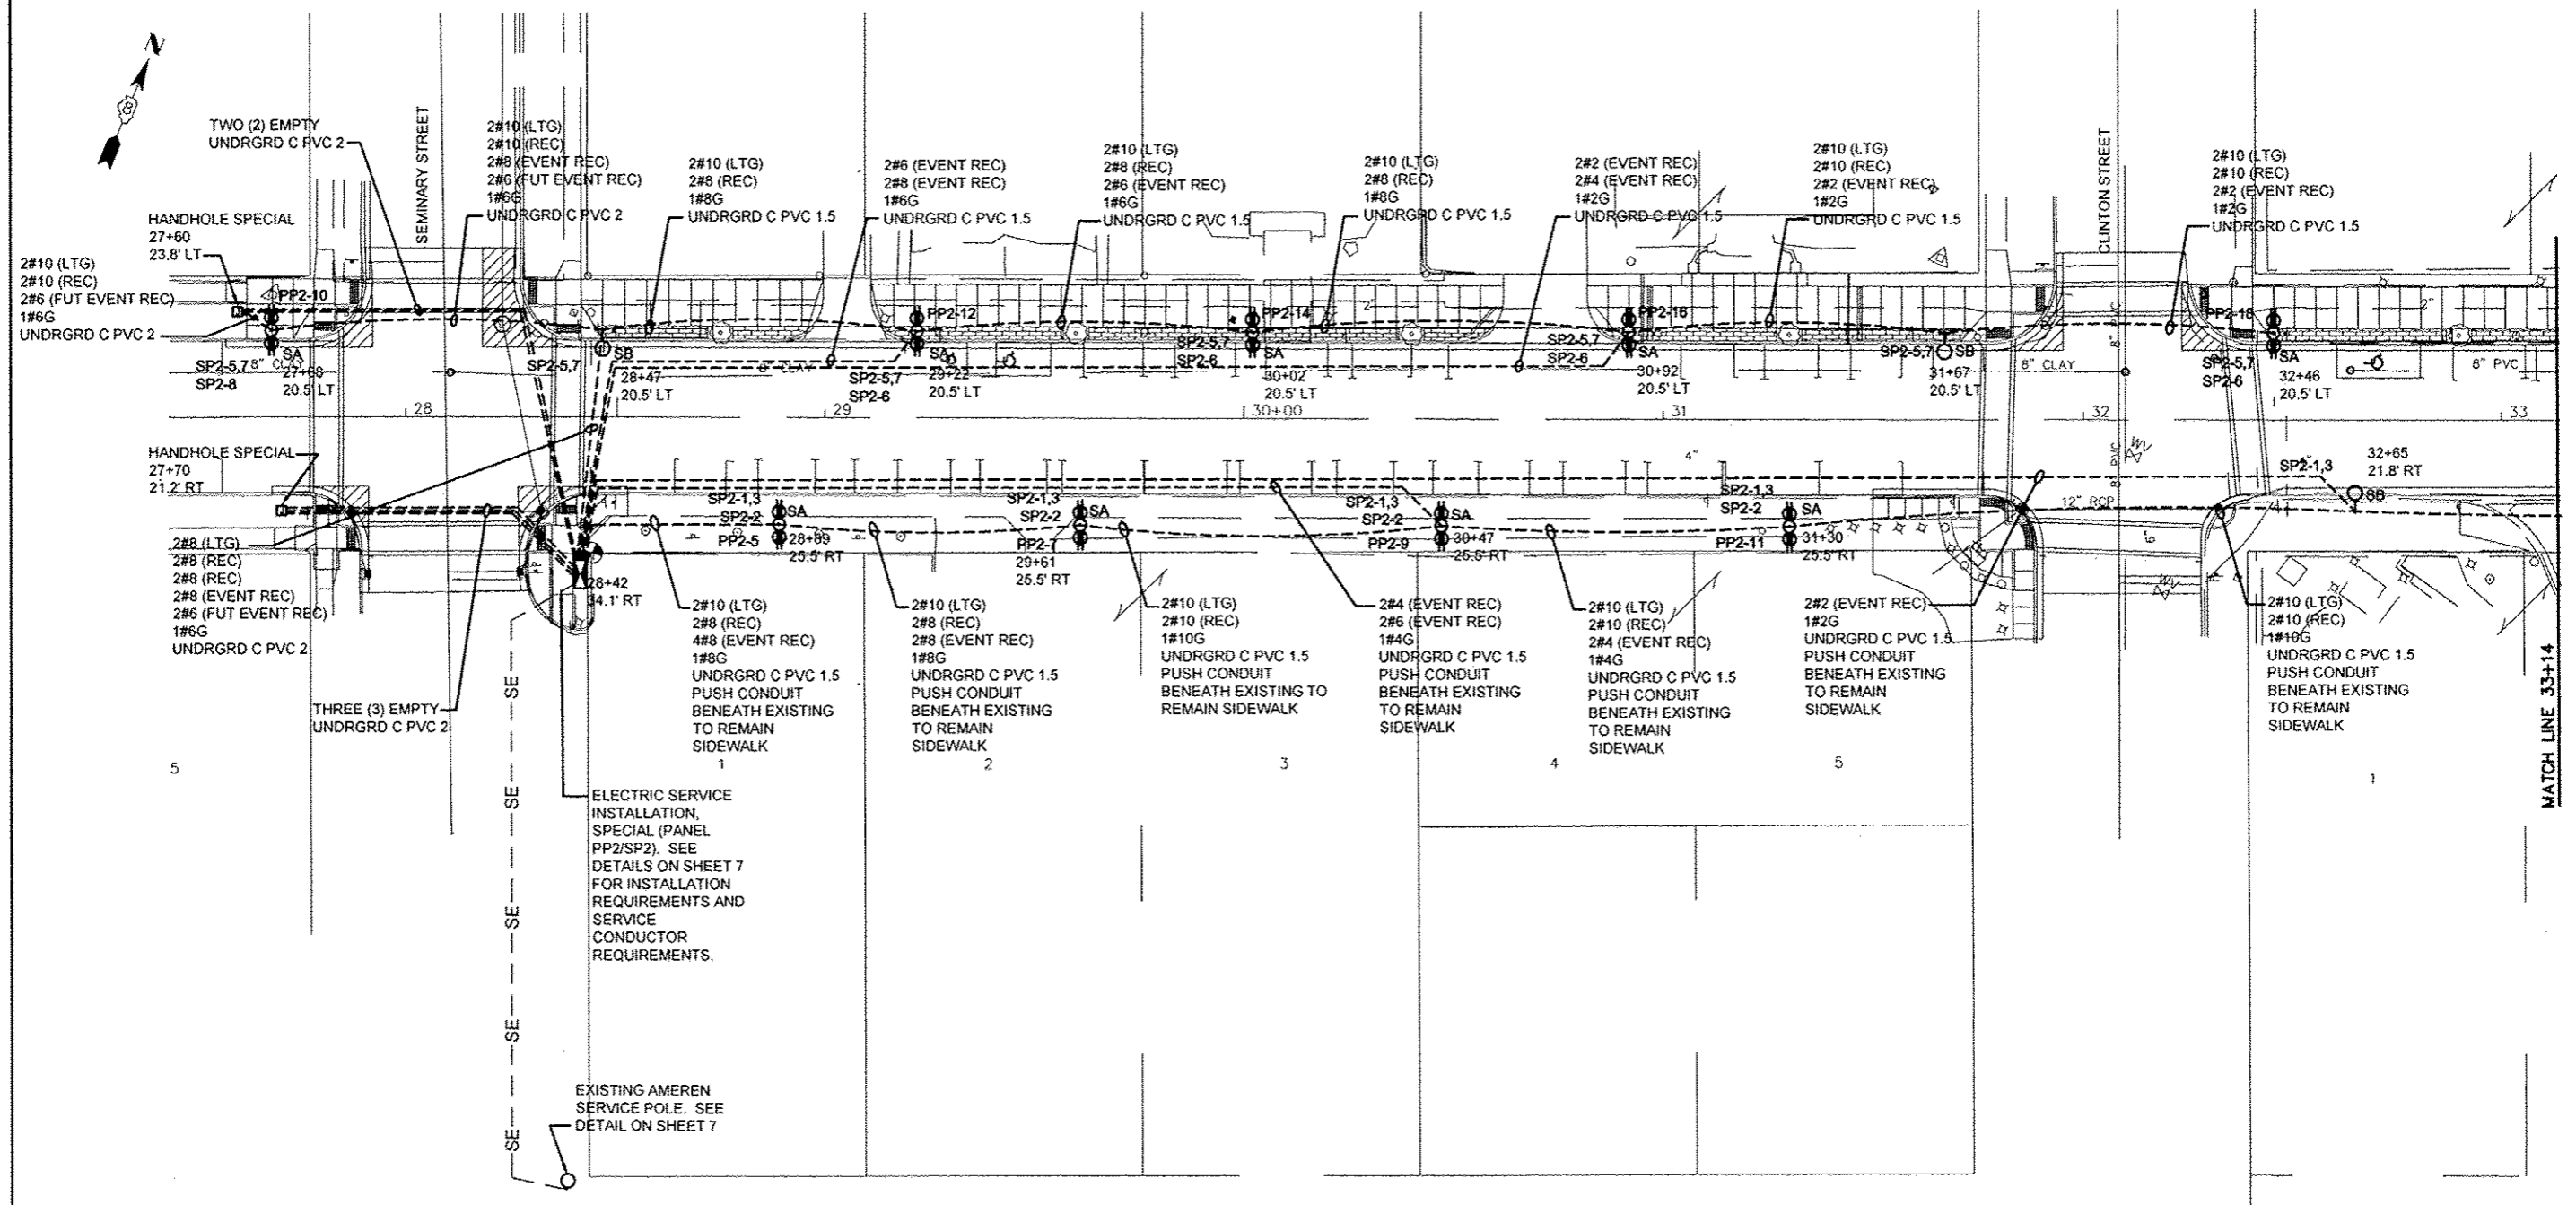 N
TWO (2) EMPTY
UNDRGRD C PVC 2
SEMINARY STREET
2#10 (LTG)
2#10 (REC)
2#8 (EVENT REC)
2#6 (FUT EVENT REC)
1#6G
UNDRGRD C PVC 2
2#10 (LTG)
2#8 (REC)
1#8G
UNDRGRD C PVC 1.5
2#6 (EVENT REC)
2#8 (EVENT REC)
1#6G
UNDRGRD C PVC 1.5
2#10 (LTG)
2#8 (REC)
2#6 (EVENT REC)
1#6G
UNDRGRD C PVC 1.5
2#10 (LTG)
2#8 (REC)
1#8G
UNDRGRD C PVC 1.5
2#2 (EVENT REC)
2#4 (EVENT REC)
1#2G
UNDRGRD C PVC 1.5
2#10 (LTG)
2#10 (REC)
2#2 (EVENT REC)
1#2G
UNDRGRD C PVC 1.5
CLINTON STREET
2#10 (LTG)
2#10 (REC)
2#2 (EVENT REC)
1#2G
UNDRGRD C PVC 1.5
HANDHOLE SPECIAL
27+60
23.8' LT
2#10 (LTG)
2#10 (REC)
2#6 (FUT EVENT REC)
1#6G
UNDRGRD C PVC 2
PP2-10
SA
SP2-5,7
SP2-8
8" CLAY
27+68
20.5' LT
SP2-5,7
SB
28+47
20.5' LT
8" CLAY
PP2-12
SA
SP2-5,7
SP2-6
29+22
20.5' LT
PP2-14
SP2-5,7
SP2-6
SA
30+02
20.5' LT
2"
PP2-16
SP2-5,7
SP2-6
SA
30+92
20.5' LT
SP2-5,7
SB
31+67
20.5' LT
8" CLAY
8" PVC
PP2-18
SP2-5,7
SP2-6
SA
32+46
20.5' LT
2"
8" PVC
28
29
30+00
31
32
33
HANDHOLE SPECIAL
27+70
21.2' RT
2#8 (LTG)
2#8 (REC)
2#8 (REC)
2#8 (EVENT REC)
2#6 (FUT EVENT REC)
1#6G
UNDRGRD C PVC 2
THREE (3) EMPTY
UNDRGRD C PVC 2
28+42
34.1' RT
SP2-1,3
SP2-2
PP2-5
SA
28+89
25.5' RT
SP2-1,3
SP2-2
PP2-7
SA
29+61
25.5' RT
SP2-1,3
SP2-2
PP2-9
SA
30+47
25.5' RT
4"
SP2-1,3
SP2-2
PP2-11
SA
31+30
25.5' RT
12" RCP
8" PVC
6"
WV
WV
SP2-1,3
4"
32+65
21.8' RT
SB
2#10 (LTG)
2#8 (REC)
4#8 (EVENT REC)
1#8G
UNDRGRD C PVC 1.5
PUSH CONDUIT
BENEATH EXISTING
TO REMAIN
SIDEWALK
2#10 (LTG)
2#8 (REC)
2#8 (EVENT REC)
1#8G
UNDRGRD C PVC 1.5
PUSH CONDUIT
BENEATH EXISTING
TO REMAIN
SIDEWALK
2#10 (LTG)
2#10 (REC)
1#10G
UNDRGRD C PVC 1.5
PUSH CONDUIT
BENEATH EXISTING TO
REMAIN SIDEWALK
2#4 (EVENT REC)
2#6 (EVENT REC)
1#4G
UNDRGRD C PVC 1.5
PUSH CONDUIT
BENEATH EXISTING
TO REMAIN
SIDEWALK
2#10 (LTG)
2#10 (REC)
2#4 (EVENT REC)
1#4G
UNDRGRD C PVC 1.5
PUSH CONDUIT
BENEATH EXISTING
TO REMAIN
SIDEWALK
2#2 (EVENT REC)
1#2G
UNDRGRD C PVC 1.5
PUSH CONDUIT
BENEATH EXISTING
TO REMAIN
SIDEWALK
2#10 (LTG)
2#10 (REC)
1#10G
UNDRGRD C PVC 1.5
PUSH CONDUIT
BENEATH EXISTING
TO REMAIN
SIDEWALK
MATCH LINE 33+14
5
1
2
3
4
5
1
SE
SE
SE
SE
SE
ELECTRIC SERVICE
INSTALLATION,
SPECIAL (PANEL
PP2/SP2). SEE
DETAILS ON SHEET 7
FOR INSTALLATION
REQUIREMENTS AND
SERVICE
CONDUCTOR
REQUIREMENTS.
EXISTING AMEREN
SERVICE POLE. SEE
DETAIL ON SHEET 7